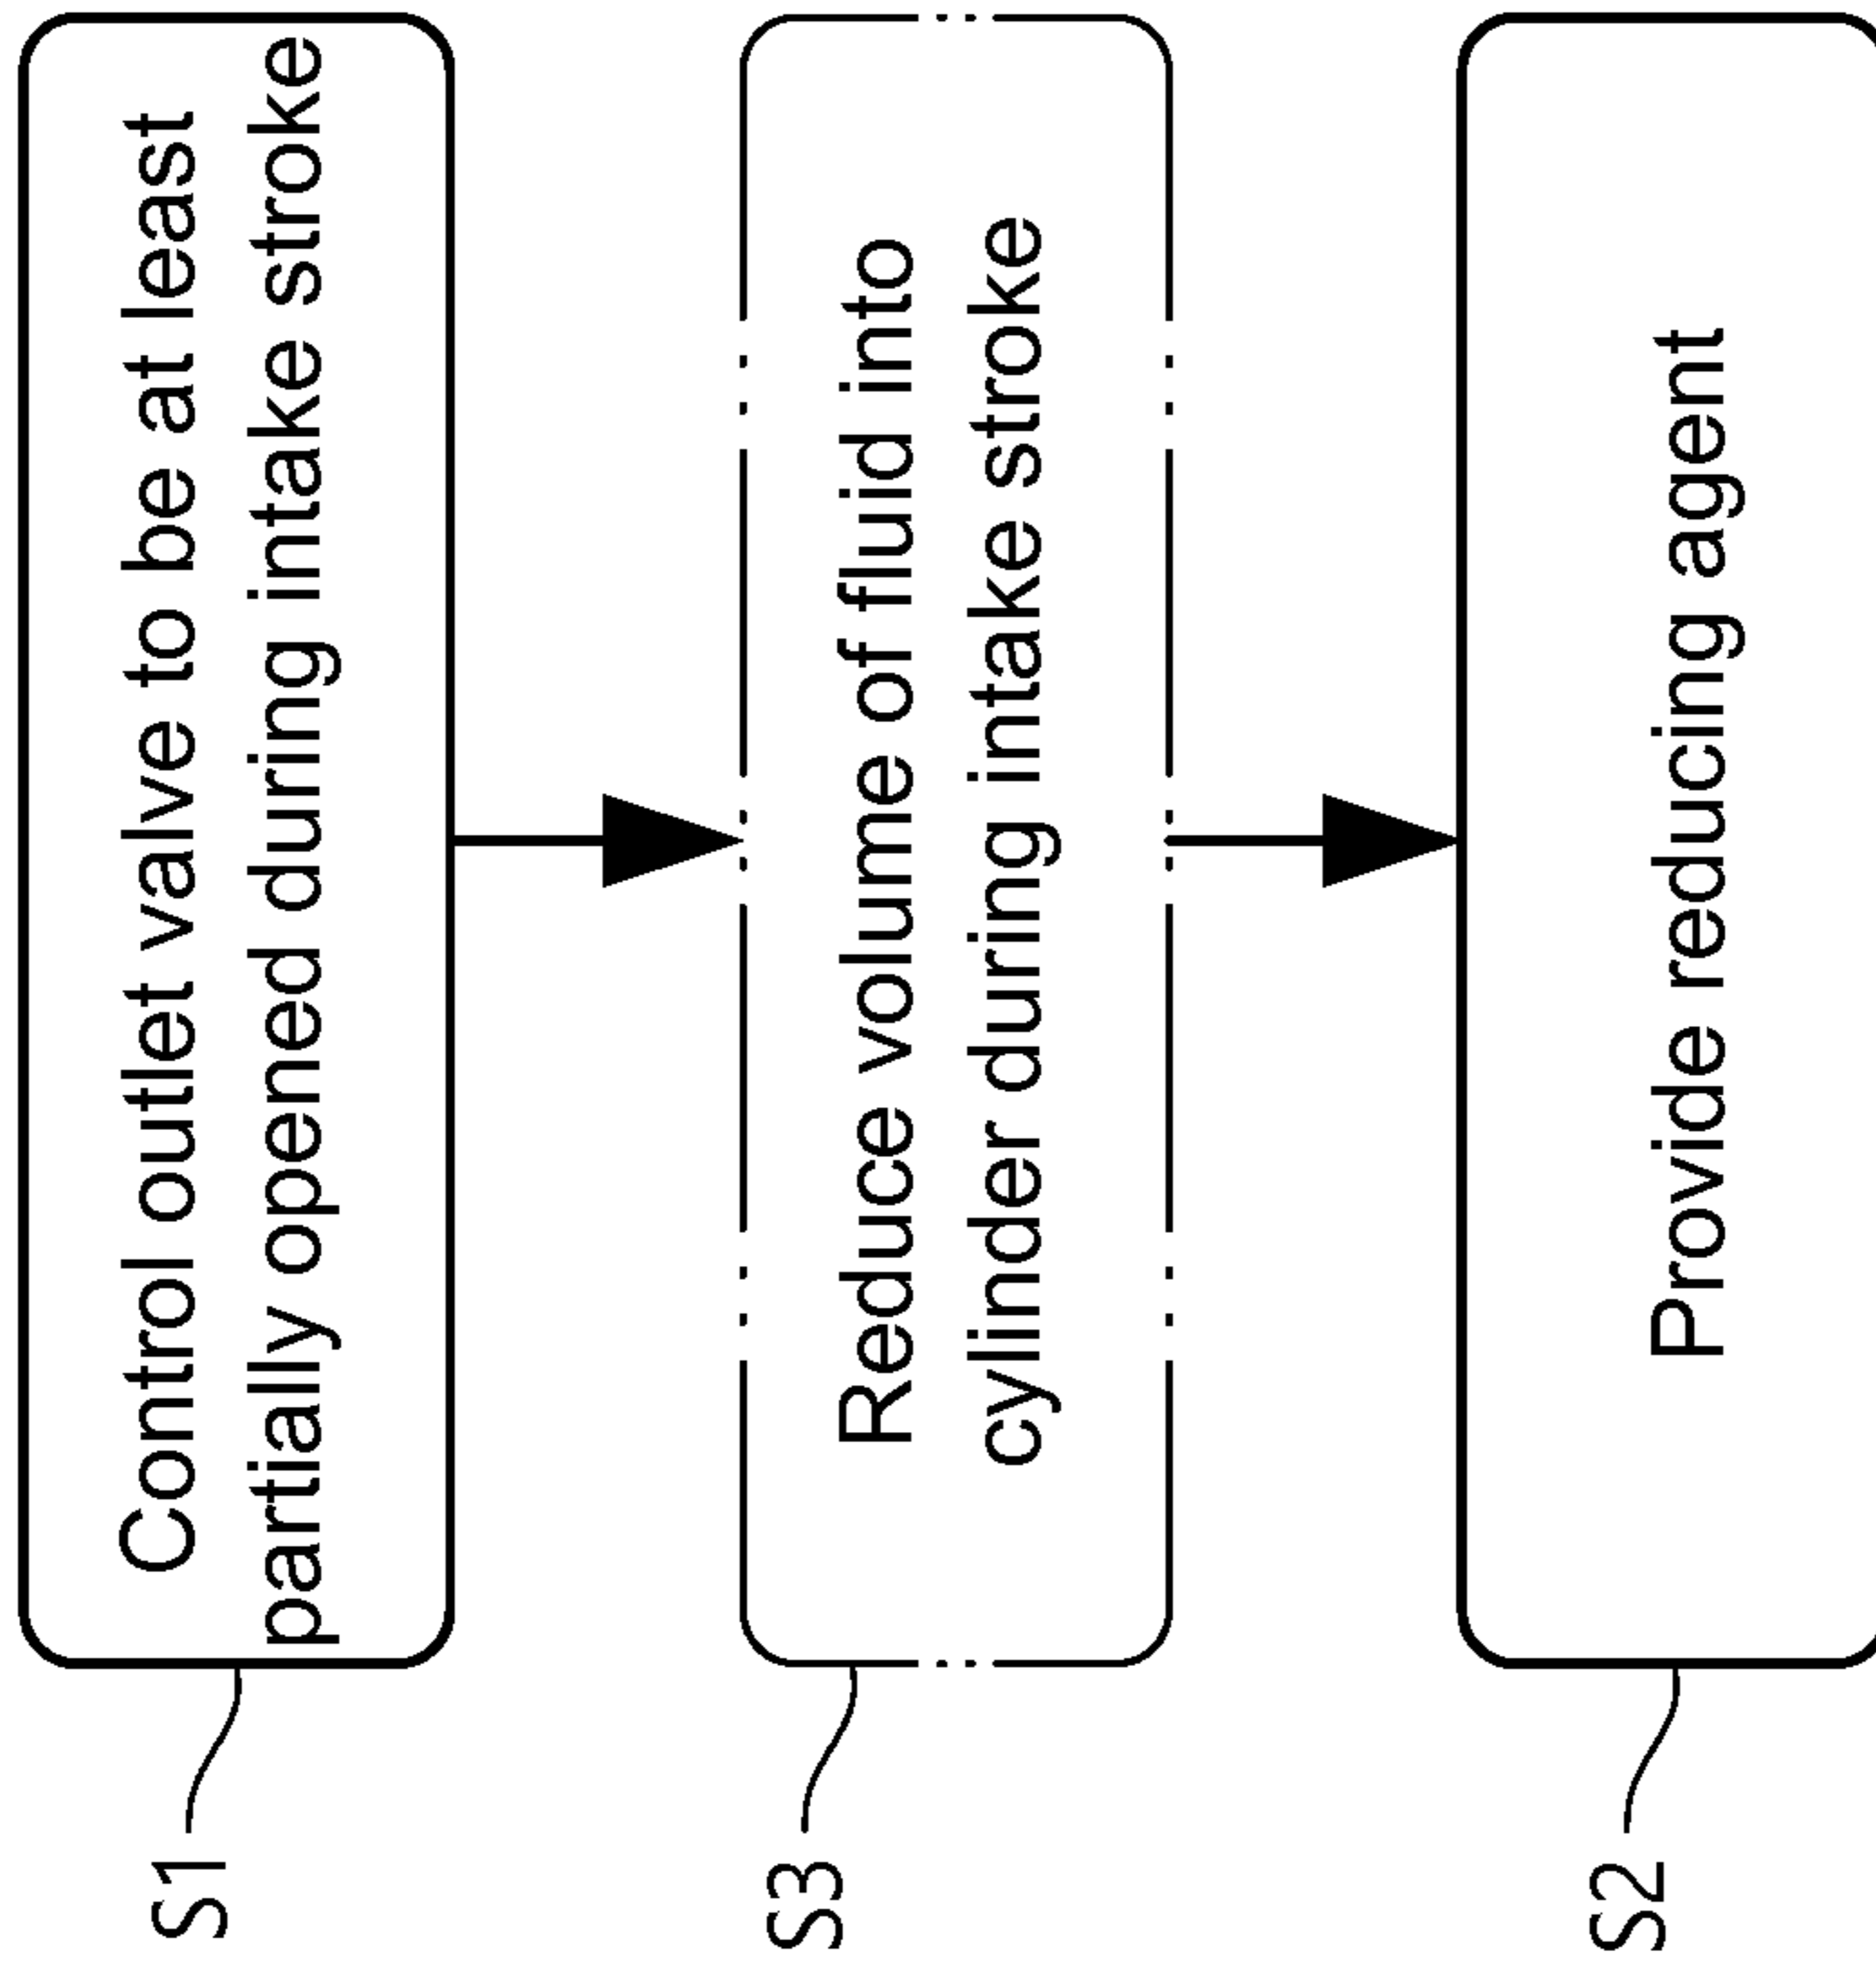 S1
Control outlet valve to be at least
partially opened during intake stroke
S3
Reduce volume of fluid into
cylinder during intake stroke
S2
Provide reducing agent